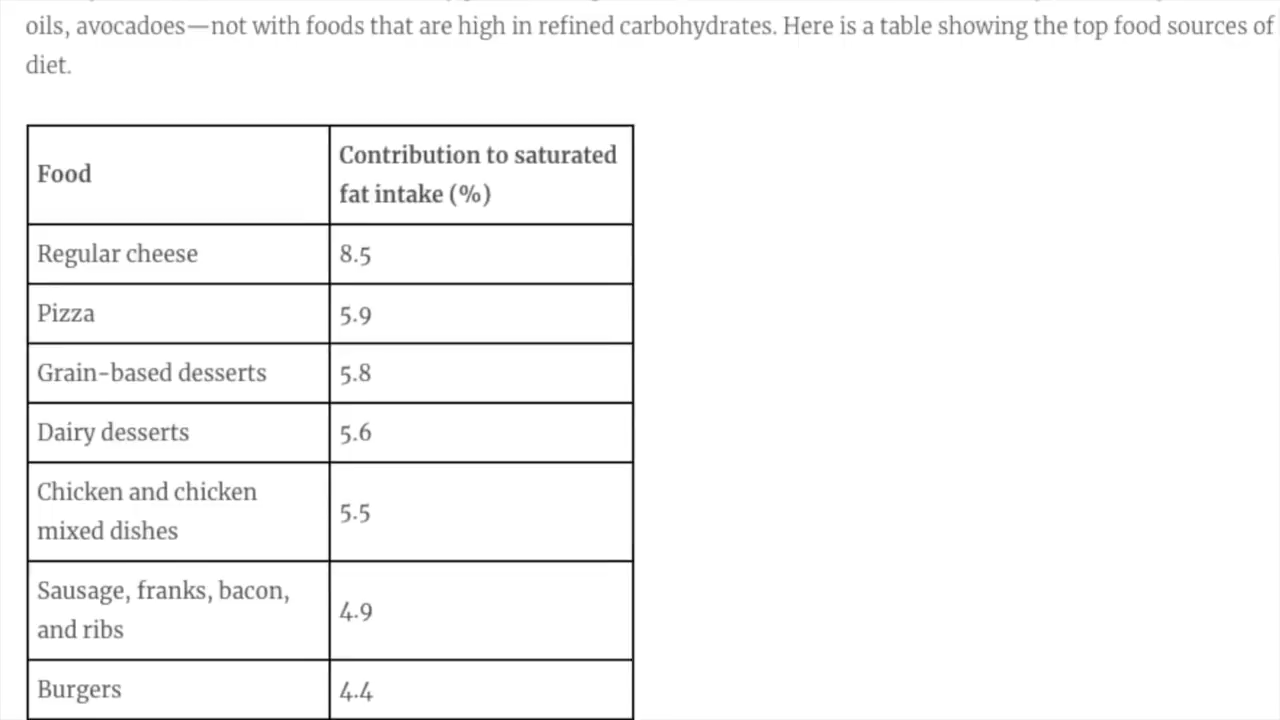 oils, avocadoes—not with foods that are high in refined carbohydrates. Here is a table showing the top food sources of
diet.
Food
Contribution to saturated
fat intake (%)
Regular cheese
8.5
Pizza
5.9
Grain-based desserts
5.8
Dairy desserts
5.6
Chicken and chicken
mixed dishes
5.5
Sausage, franks, bacon,
and ribs
4.9
Burgers
4.4